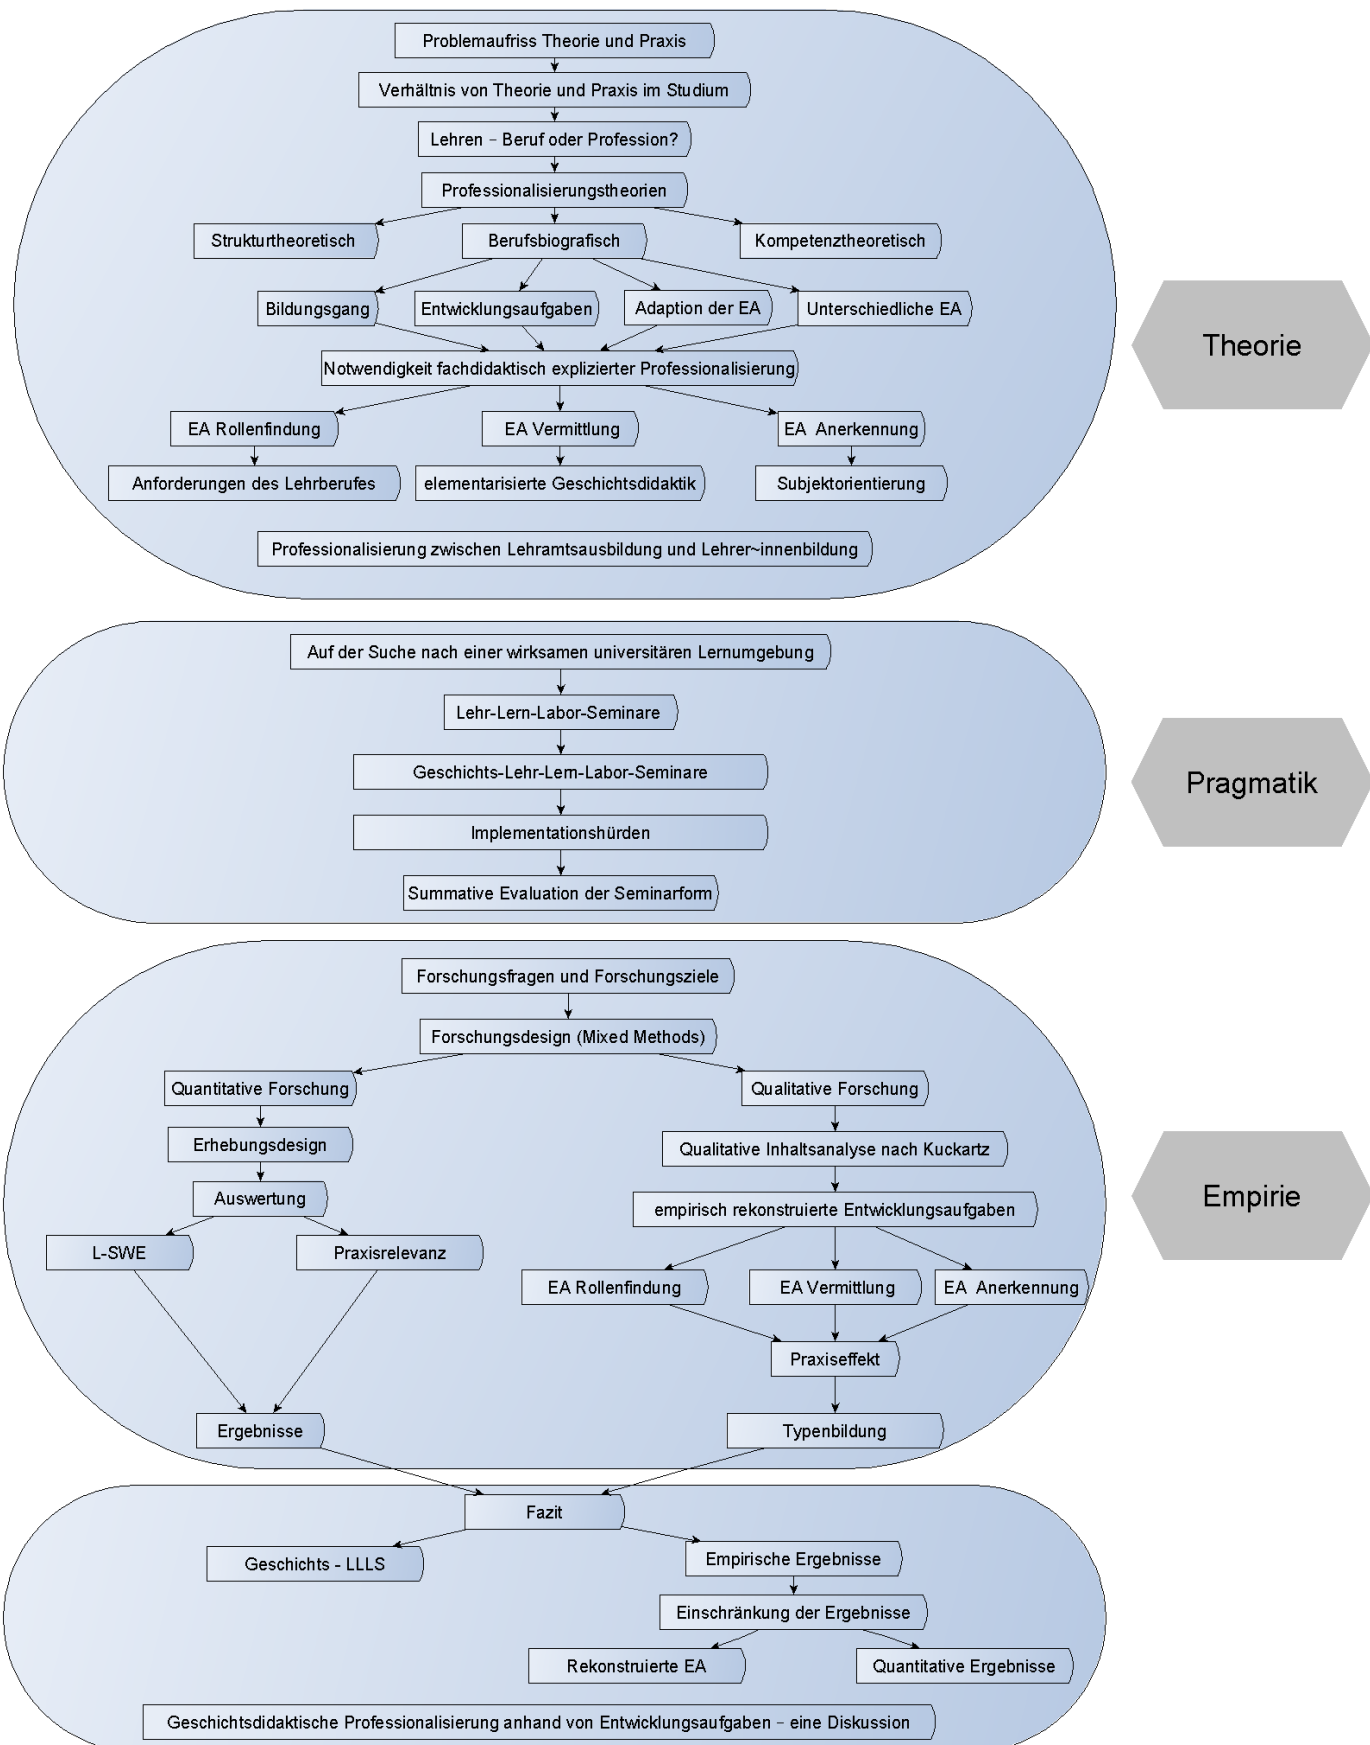 Problemaufriss Theorie und Praxis
Verhältnis von Theorie und Praxis im Studium
Lehren – Beruf oder Profession?
Professionalisierungstheorien
Strukturtheoretisch
Berufsbiografisch
Kompetenztheoretisch
Bildungsgang
Entwicklungsaufgaben
Adaption der EA
Unterschiedliche EA
Notwendigkeit fachdidaktisch explizierter Professionalisierung
EA Rollenfindung
EA Vermittlung
EA Anerkennung
Anforderungen des Lehrberufes
elementarisierte Geschichtsdidaktik
Subjektorientierung
Professionalisierung zwischen Lehramtsausbildung und Lehrer~innenbildung
Theorie
Auf der Suche nach einer wirksamen universitären Lernumgebung
Lehr-Lern-Labor-Seminare
Geschichts-Lehr-Lern-Labor-Seminare
Implementationshürden
Summative Evaluation der Seminarform
Pragmatik
Forschungsfragen und Forschungsziele
Forschungsdesign (Mixed Methods)
Quantitative Forschung
Qualitative Forschung
Erhebungsdesign
Qualitative Inhaltsanalyse nach Kuckartz
Auswertung
empirisch rekonstruierte Entwicklungsaufgaben
L-SWE
Praxisrelevanz
EA Rollenfindung
EA Vermittlung
EA Anerkennung
Praxiseffekt
Ergebnisse
Typenbildung
Empirie
Fazit
Geschichts - LLLS
Empirische Ergebnisse
Einschränkung der Ergebnisse
Rekonstruierte EA
Quantitative Ergebnisse
Geschichtsdidaktische Professionalisierung anhand von Entwicklungsaufgaben – eine Diskussion